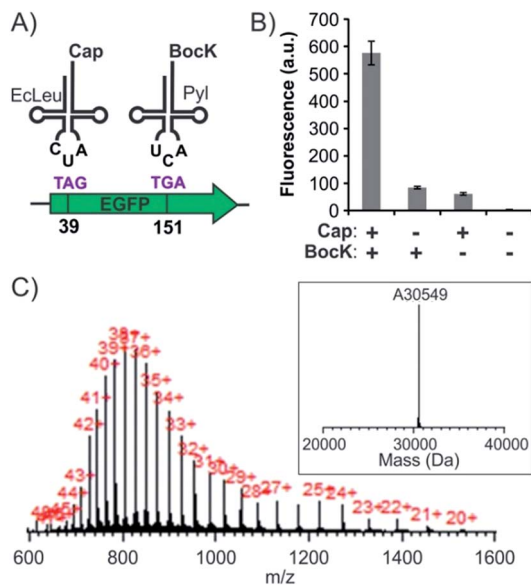 A)
Cap
BocK
EcLeu
Pyl
C U A
U C A
TAG
TGA
EGFP
39
151
B)
Fluorescence (a.u.)
700
600
500
400
300
200
100
0
Cap: + - + -
BocK: + + - -
C)
38+
37+
39+
36+
40+
35+
41+
34+
42+
33+
32+
31+
30+
43+
29+
44+
28+
27+
25+
24+
23+
22+
21+
20+
600 800 1000 1200 1400 1600
m/z
A30549
20000 30000 40000
Mass (Da)